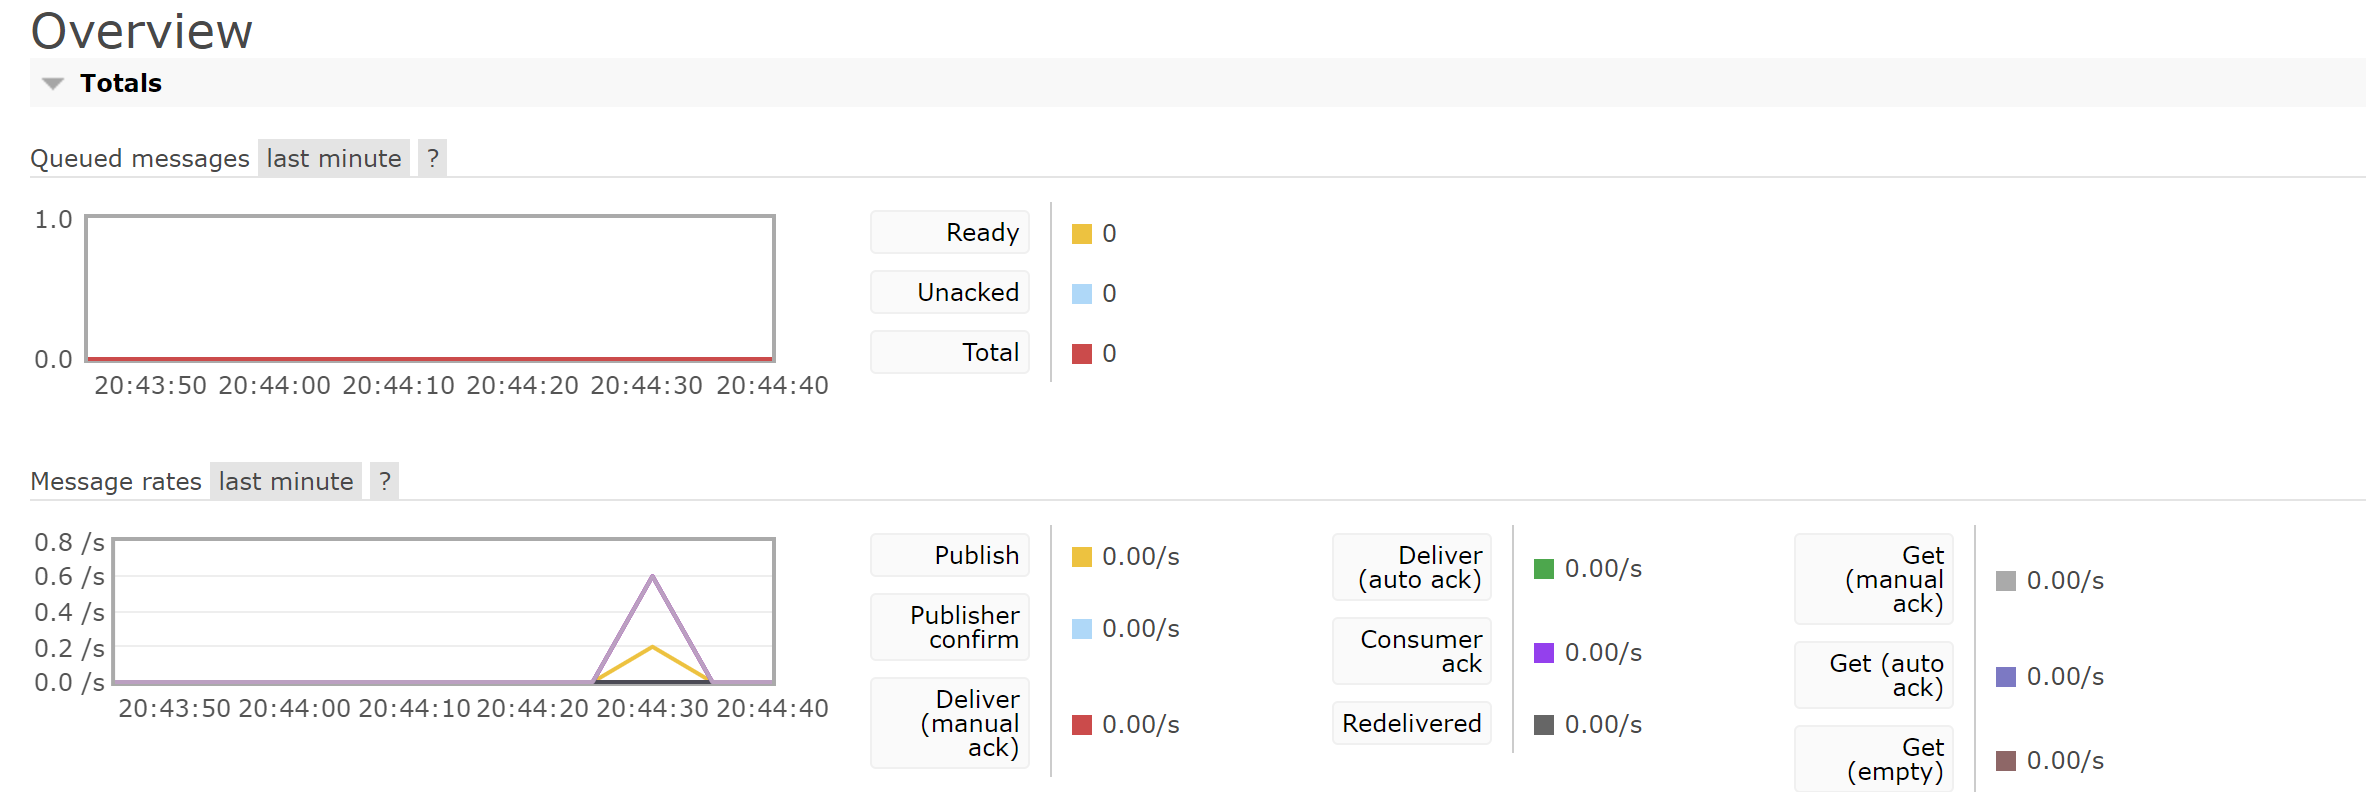 Overview
Totals
Queued messages last minute ?
1.0
0.0
20:43:50 20:44:00 20:44:10 20:44:20 20:44:30 20:44:40
Ready 0
Unacked 0
Total 0
Message rates last minute ?
0.8 /s
0.6 /s
0.4 /s
0.2 /s
0.0 /s
20:43:50 20:44:00 20:44:10 20:44:20 20:44:30 20:44:40
Publish 0.00/s
Publisher
confirm 0.00/s
Deliver
(manual 0.00/s
ack)
Deliver
(auto ack) 0.00/s
Consumer
ack 0.00/s
Redelivered 0.00/s
Get
(manual 0.00/s
ack)
Get (auto
ack) 0.00/s
Get
(empty) 0.00/s